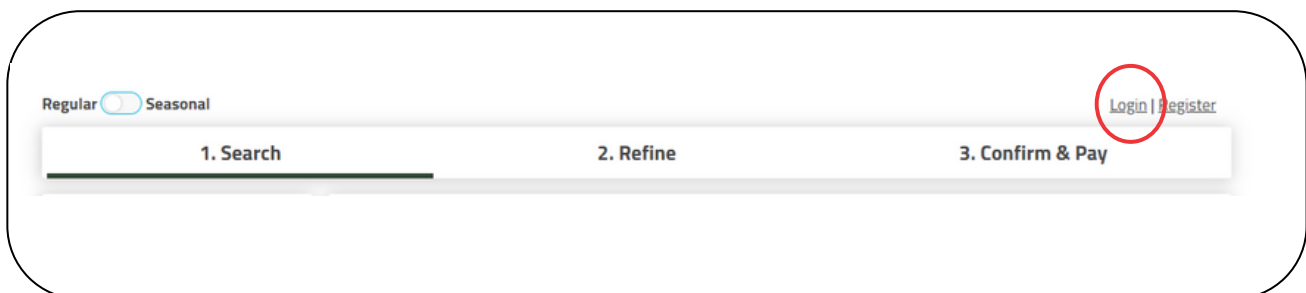 Regular Seasonal
Login | Register
1. Search
2. Refine
3. Confirm & Pay